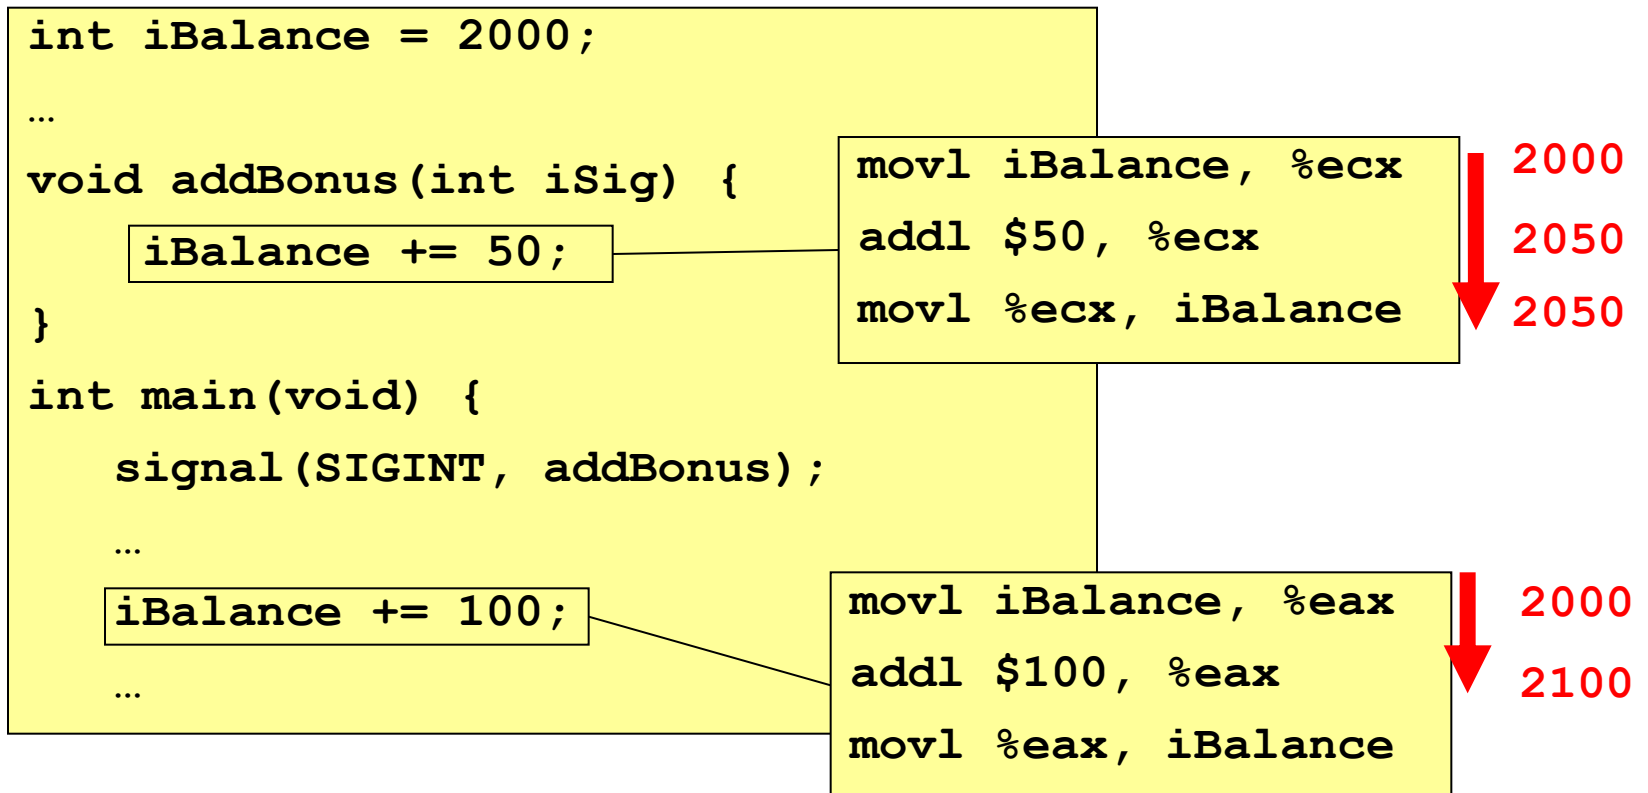 int iBalance = 2000;
…
void addBonus(int iSig) {
iBalance += 50;
}
int main(void) {
signal(SIGINT, addBonus);
…
iBalance += 100;
…
movl iBalance, %ecx
addl $50, %ecx
movl %ecx, iBalance
2000
2050
2050
movl iBalance, %eax
addl $100, %eax
movl %eax, iBalance
2000
2100